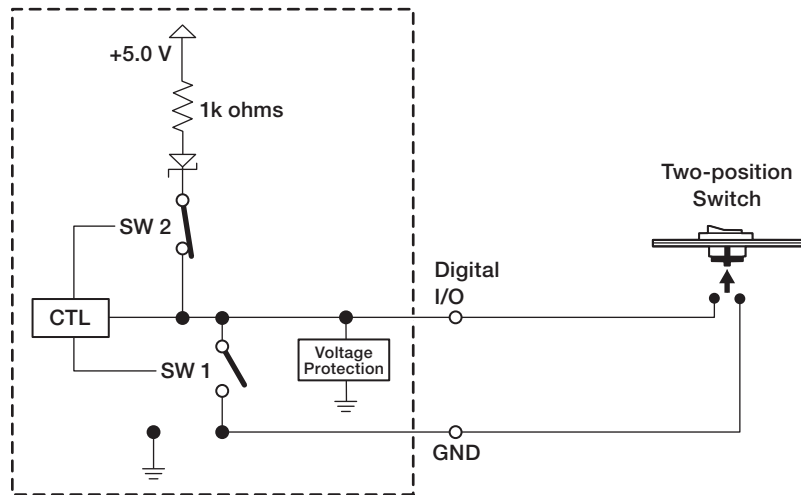 +5.0 V
1k ohms
SW 2
CTL
SW 1
Voltage
Protection
Digital
I/O
GND
Two-position
Switch